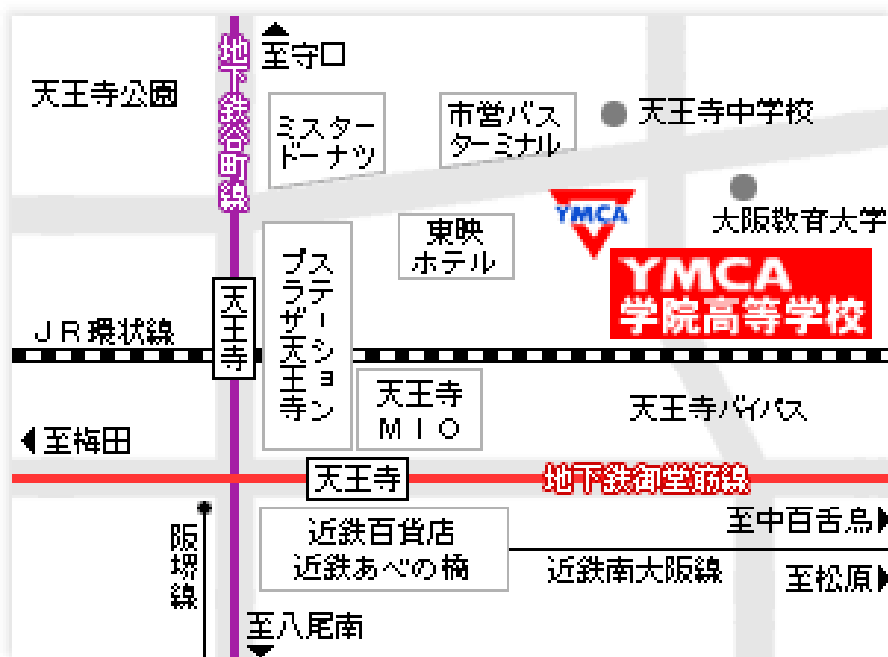 至守口
地下鉄谷町線
天王寺公園
ミスター
ドーナツ
市営バス
ターミナル
天王寺中学校
YMCA
大阪教育大学
東映
ホテル
YMCA
学院高等学校
ステーション
プラザ天王寺
天王寺
JR環状線
天王寺
MIO
天王寺バイパス
至梅田
天王寺
地下鉄御堂筋線
近鉄百貨店
近鉄あべの橋
至中百舌鳥
阪堺線
近鉄南大阪線
至松原
至八尾南